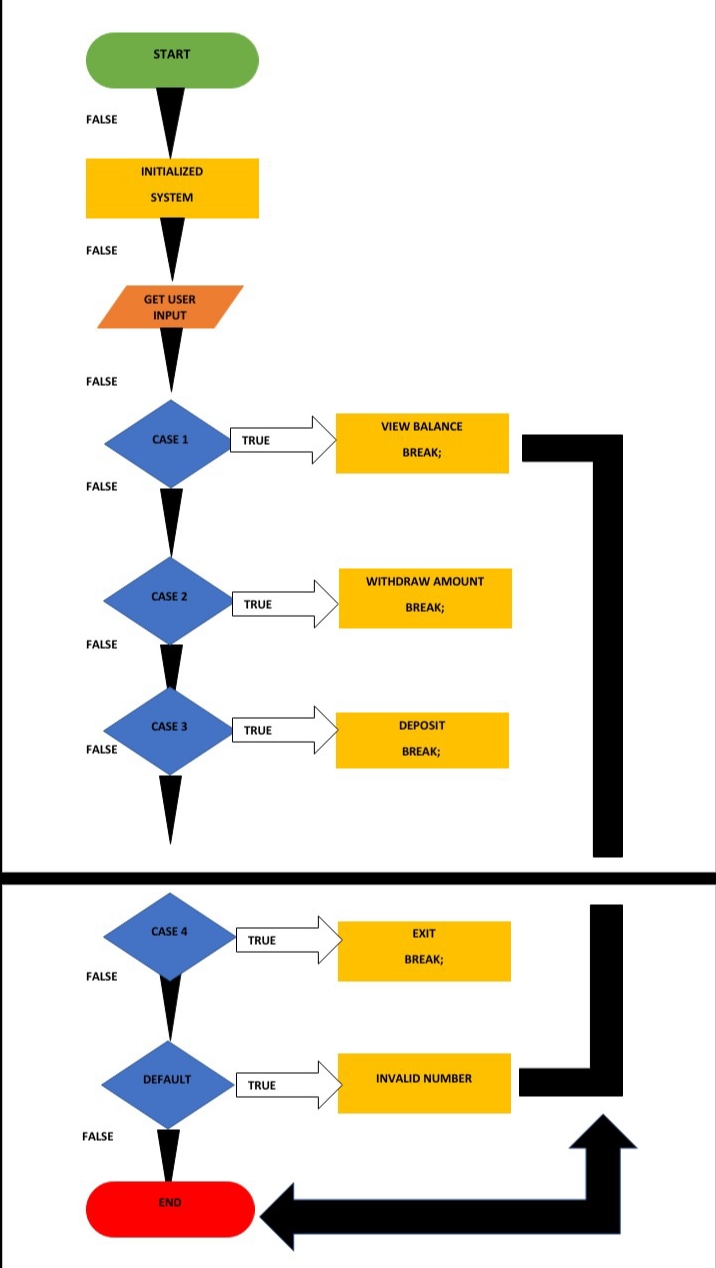 START
FALSE
INITIALIZED
SYSTEM
FALSE
GET USER
INPUT
FALSE
CASE 1
TRUE
VIEW BALANCE
BREAK;
FALSE
CASE 2
TRUE
WITHDRAW AMOUNT
BREAK;
FALSE
CASE 3
TRUE
DEPOSIT
BREAK;
FALSE
CASE 4
TRUE
EXIT
BREAK;
FALSE
DEFAULT
TRUE
INVALID NUMBER
FALSE
END